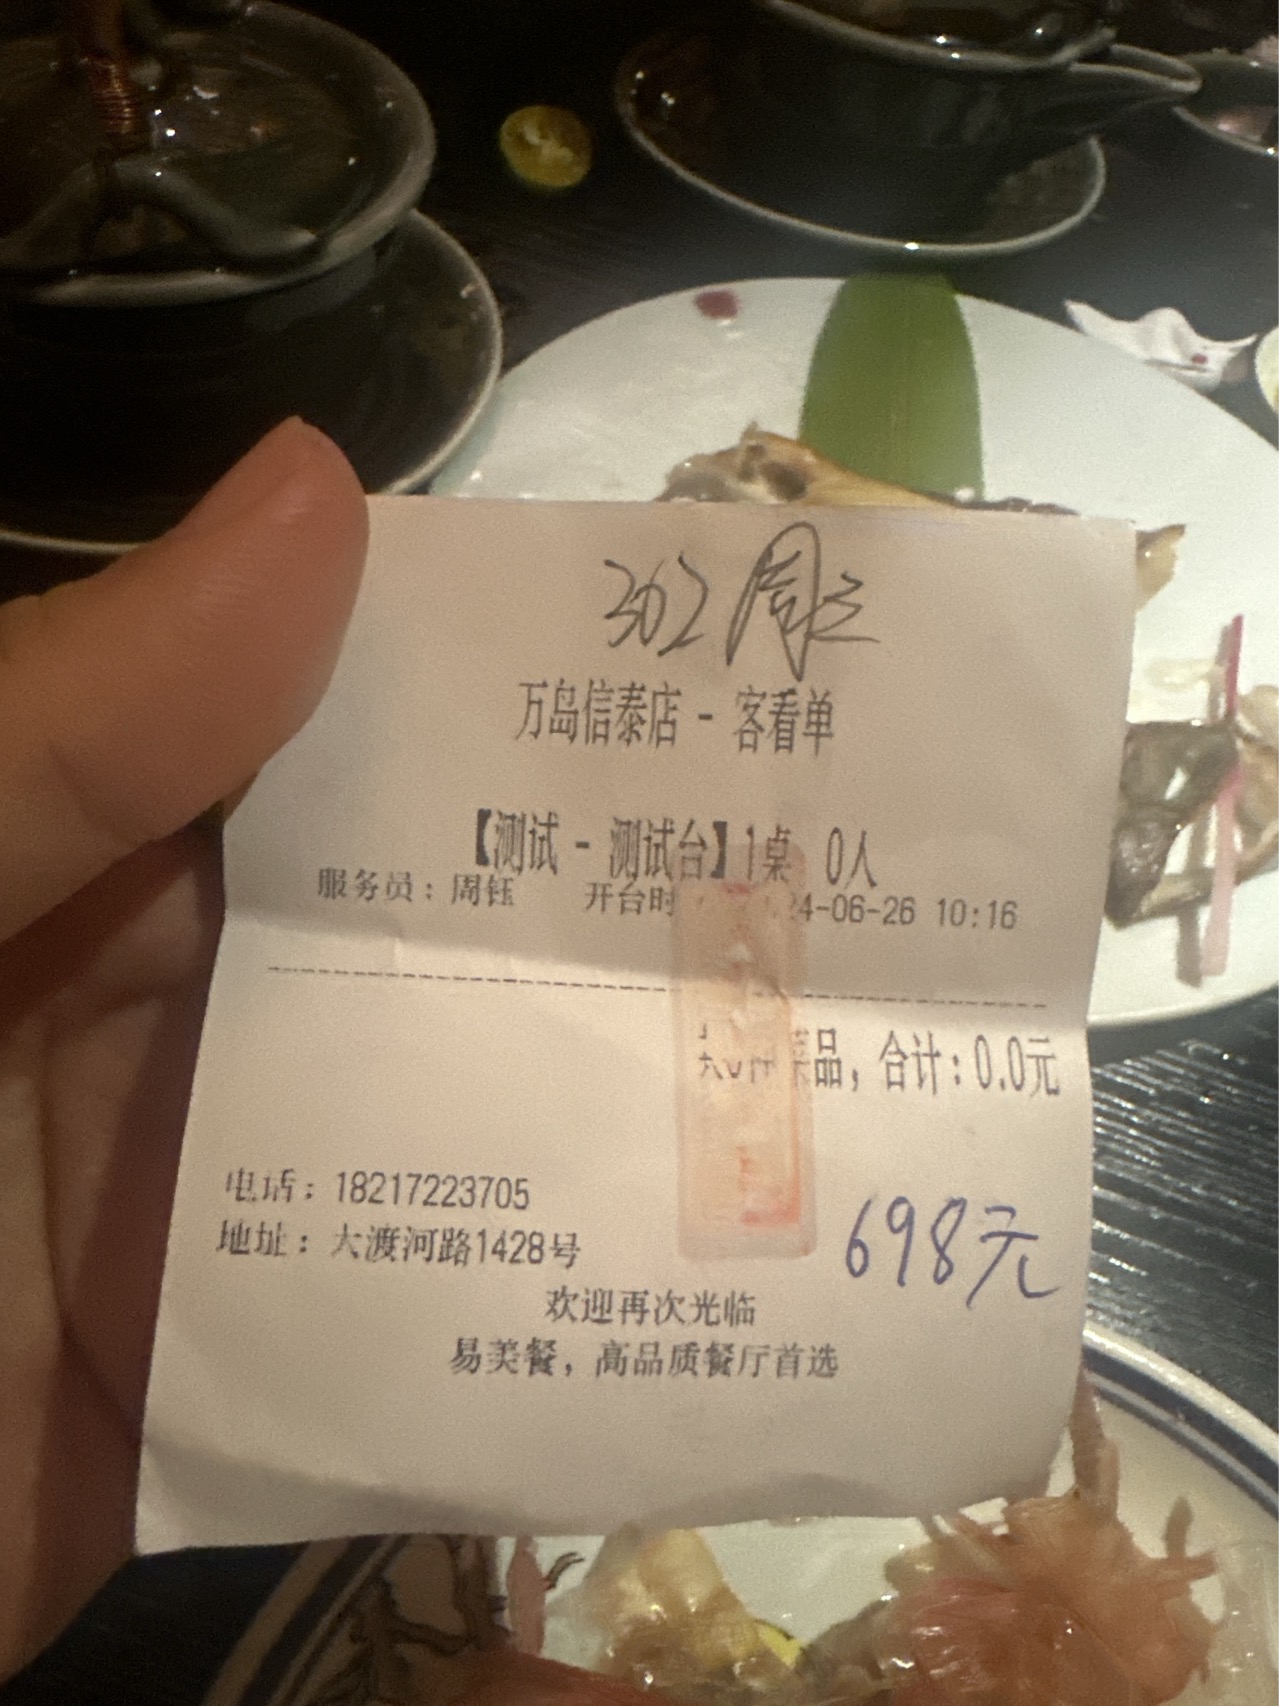 302 周
万岛信泰店 - 客看单
【测试 - 测试台】1桌 0人
服务员：周钰 开台时 24-06-26 10:16
菜品，合计：0.0元
电话：18217223705
地址：大渡河路1428号
698元
欢迎再次光临
易美餐，高品质餐厅首选